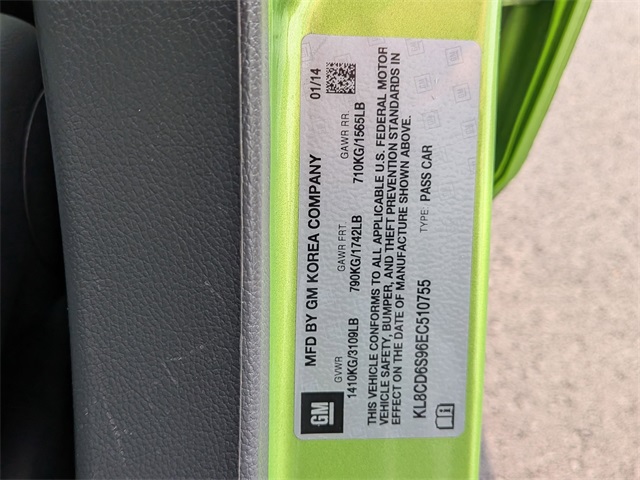 GM
MFD BY GM KOREA COMPANY 01/14
GVWR GAWR FRT GAWR RR.
1410KG/3109LB 790KG/1742LB 710KG/1565LB
THIS VEHICLE CONFORMS TO ALL APPLICABLE U.S. FEDERAL MOTOR
VEHICLE SAFETY, BUMPER, AND THEFT PREVENTION STANDARDS IN
EFFECT ON THE DATE OF MANUFACTURE SHOWN ABOVE.
KL8CD6S96EC510755 TYPE: PASS CAR